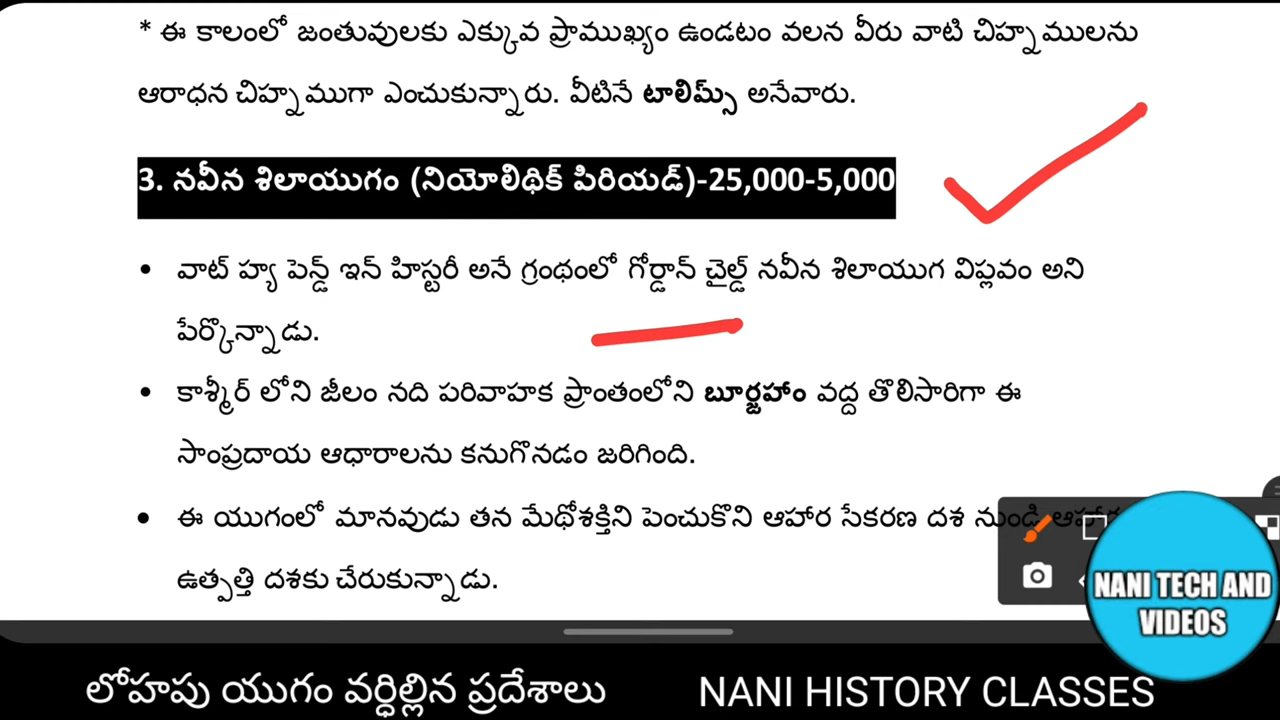 * ఈ కాలంలో జంతువులకు ఎక్కువ ప్రాముఖ్యం ఉండటం వలన వీరు వాటి చిహ్నములను
ఆరాధన చిహ్నముగా ఎంచుకున్నారు. వీటినే టాలిమ్స్ అనేవారు.
3. నవీన శిలాయుగం (నియోలిథిక్ పిరియడ్)-25,000-5,000
• వాట్ హ్య పెన్డ్ ఇన్ హిస్టరీ అనే గ్రంథంలో గోర్డాన్ చైల్డ్ నవీన శిలాయుగ విప్లవం అని
పేర్కొన్నాడు.
• కాశ్మీర్ లోని జీలం నది పరివాహక ప్రాంతంలోని బూర్జహాం వద్ద తొలిసారిగా ఈ
సాంప్రదాయ ఆధారాలను కనుగొనడం జరిగింది.
• ఈ యుగంలో మానవుడు తన మేథోశక్తిని పెంచుకొని ఆహార సేకరణ దశ నుండి ఆహార
ఉత్పత్తి దశకు చేరుకున్నాడు.
NANI TECH AND
VIDEOS
లోహపు యుగం వర్ధిల్లిన ప్రదేశాలు NANI HISTORY CLASSES